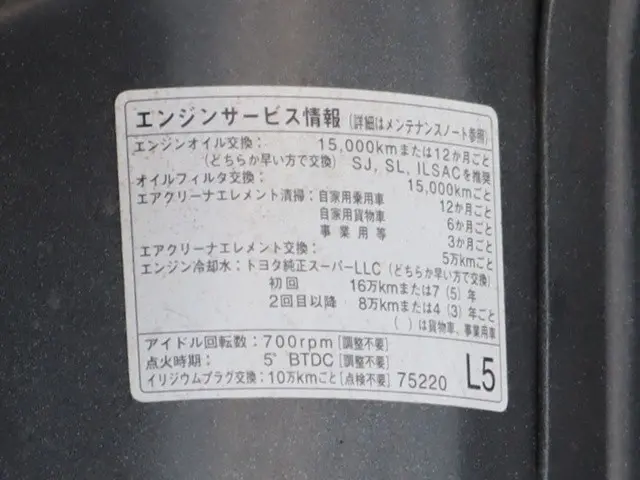 エンジンサービス情報 (詳細はメンテナンスノート参照)
エンジンオイル交換: 15,000kmまたは12か月ごと
(どちらか早い方で交換) SJ, SL, ILSACを推奨
オイルフィルタ交換: 15,000kmごと
エアクリーナエレメント清掃: 自家用乗用車 12か月ごと
自家用貨物車 6か月ごと
事業用等 3か月ごと
エアクリーナエレメント交換: 5万kmごと
エンジン冷却水: トヨタ純正スーパーLLC (どちらか早い方で交換)
初回 16万kmまたは7 (5) 年
2回目以降 8万kmまたは4 (3) 年ごと
( ) は貨物車、事業用車
アイドル回転数: 700rpm [調整不要]
点火時期: 5° BTDC [調整不要]
イリジウムプラグ交換: 10万kmごと [点検不要] 75220 L5